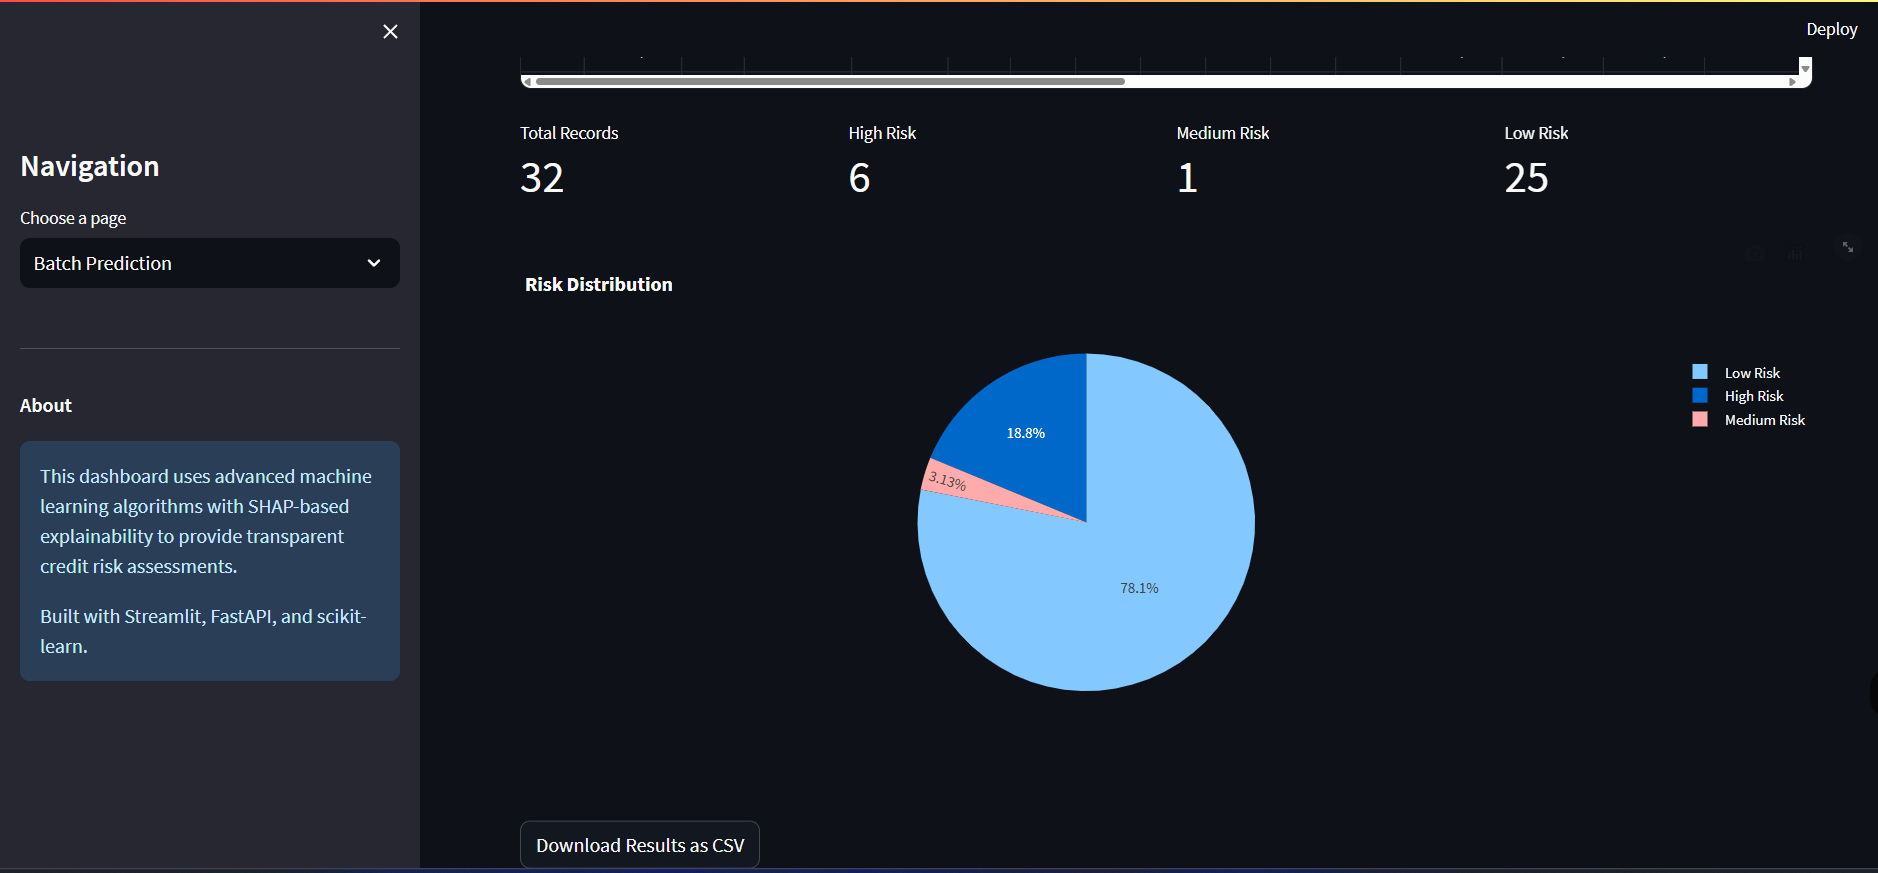 Deploy
Navigation
Choose a page
Batch Prediction
About
This dashboard uses advanced machine
learning algorithms with SHAP-based
explainability to provide transparent
credit risk assessments.
Built with Streamlit, FastAPI, and scikit-
learn.
Total Records
32
High Risk
6
Medium Risk
1
Low Risk
25
Risk Distribution
18.8%
3.13%
78.1%
Low Risk
High Risk
Medium Risk
Download Results as CSV